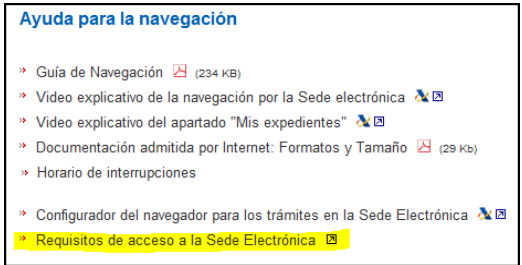 Ayuda para la navegación
» Guía de Navegación (234 KB)
» Video explicativo de la navegación por la Sede electrónica
» Video explicativo del apartado "Mis expedientes"
» Documentación admitida por Internet: Formatos y Tamaño (29 Kb)
» Horario de interrupciones
» Configurador del navegador para los trámites en la Sede Electrónica
» Requisitos de acceso a la Sede Electrónica